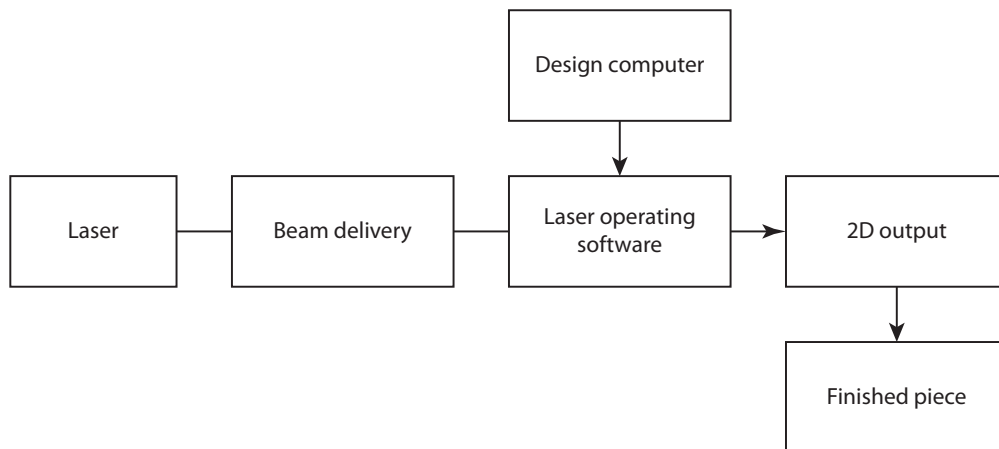 Design computer
Laser
Beam delivery
Laser operating
software
2D output
Finished piece